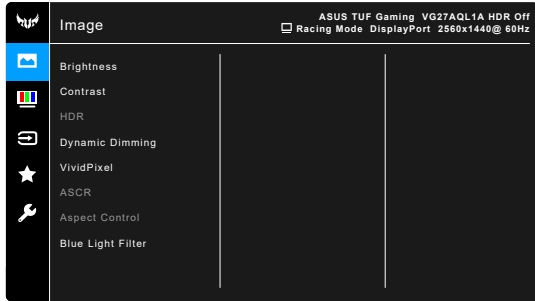 Image
ASUS TUF Gaming VG27AQL1A HDR Off
Racing Mode DisplayPort 2560x1440@ 60Hz
Brightness
Contrast
HDR
Dynamic Dimming
VividPixel
ASCR
Aspect Control
Blue Light Filter